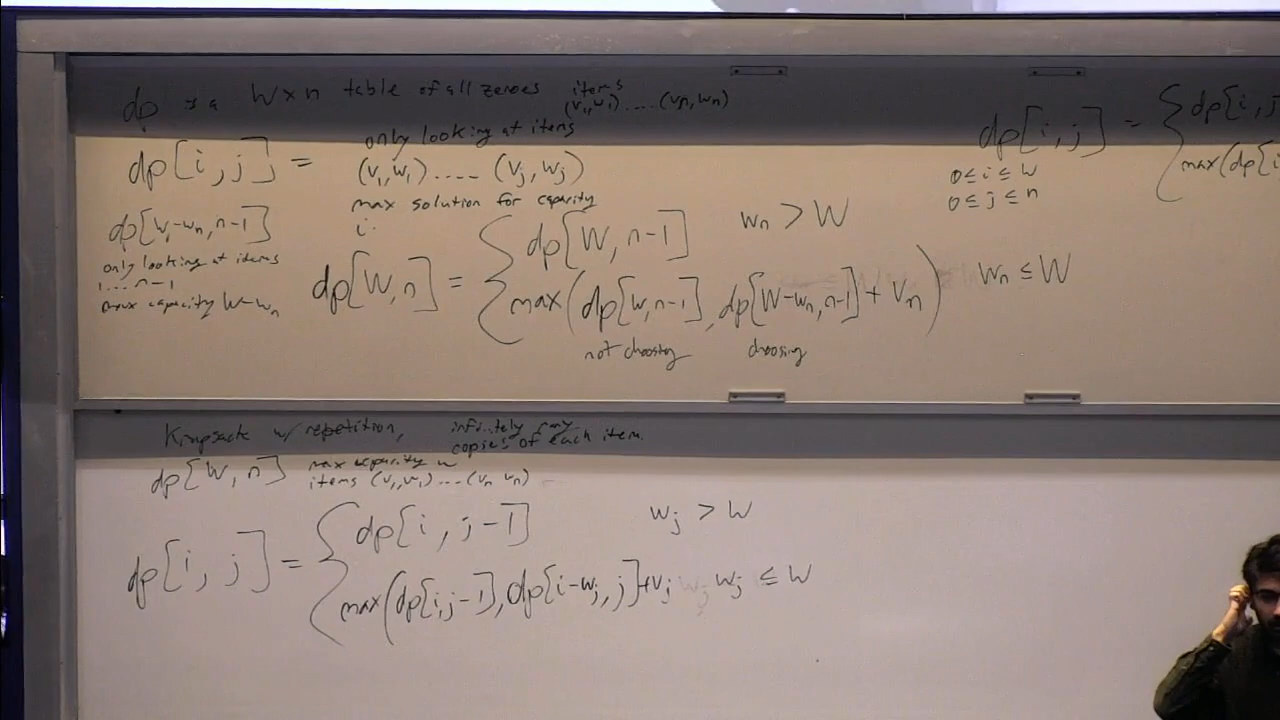 dp is a W×n table of all zeroes items
(v₁,w₁) .... (vₙ,wₙ)
dp[i,j] =
only looking at items
(v₁,w₁) .... (vⱼ,wⱼ)
max solution for capacity
i
dp[W-wₙ, n-1]
only looking at items
1 ... n-1
max capacity W-wₙ
dp[W,n] = { dp[W,n-1] wₙ > W
max(dp[W,n-1], dp[W-wₙ,n-1]+vₙ) wₙ ≤ W
not choosing choosing
dp[i,j] = { dp[i,j
max(dp[i
0 ≤ i ≤ W
0 ≤ j ≤ n
w/ repetition, infinitely many
copies of each item.
dp[W,n] max capacity W
items (v₁,w₁) ... (vₙ wₙ)
dp[i,j] = { dp[i,j-1] wⱼ > W
max(dp[i,j-1], dp[i-wⱼ,j]+vⱼ wⱼ ≤ W